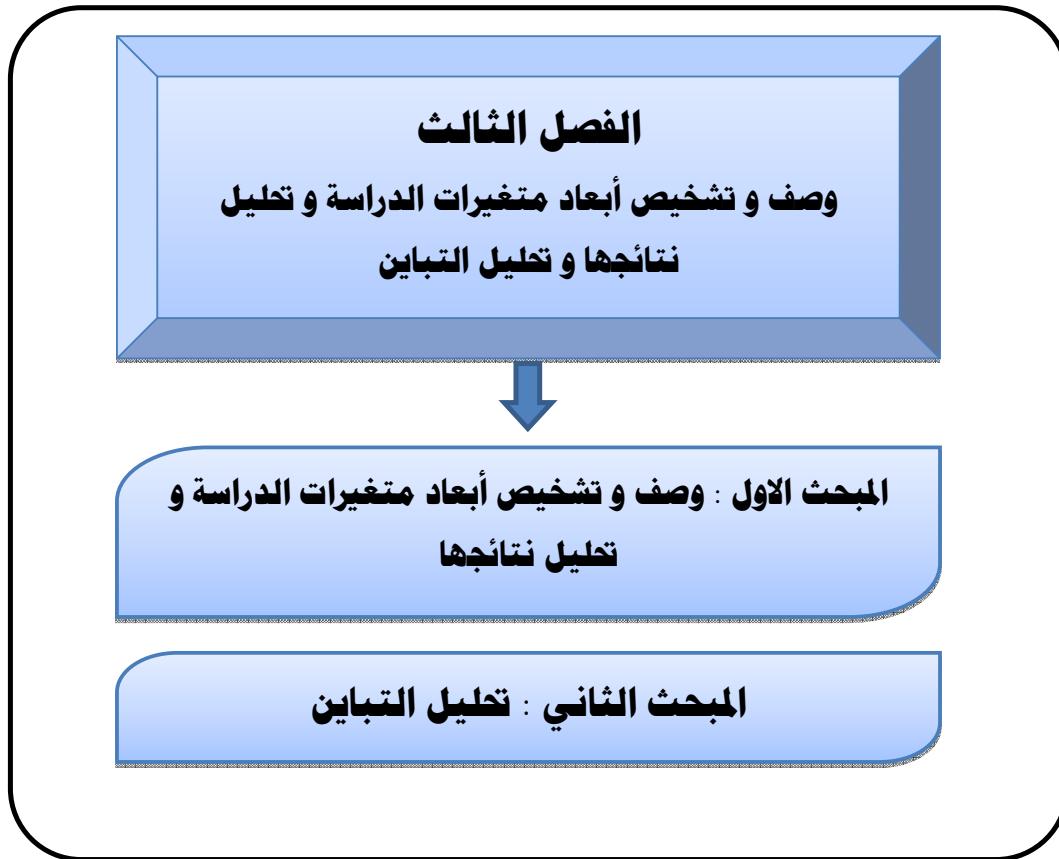 الفصل الثالث
وصف و تشخيص أبعاد متغيرات الدراسة و تحليل
نتائجها و تحليل التباين
المبحث الاول : وصف و تشخيص أبعاد متغيرات الدراسة و
تحليل نتائجها
المبحث الثاني : تحليل التباين